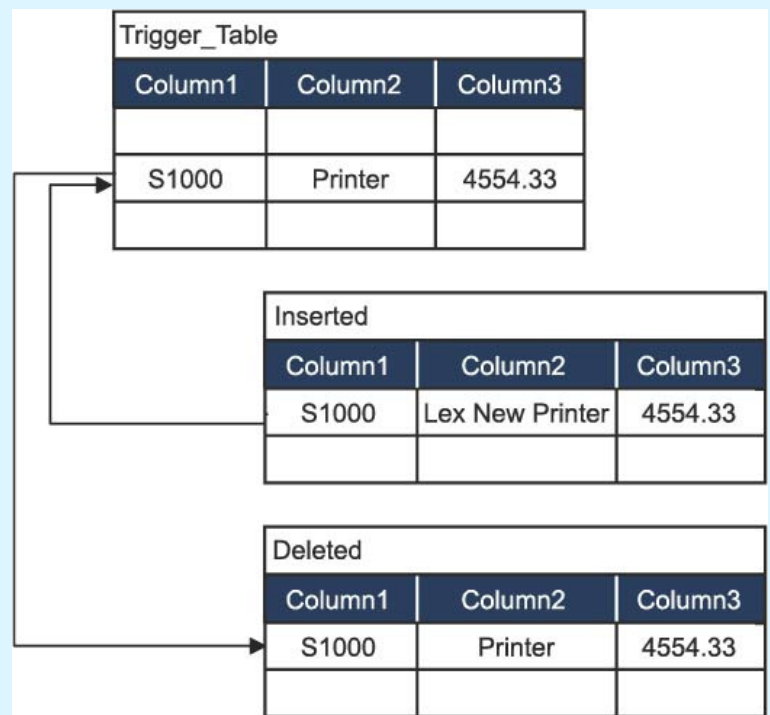 Trigger_Table
Column1 Column2 Column3
S1000 Printer 4554.33
Inserted
Column1 Column2 Column3
S1000 Lex New Printer 4554.33
Deleted
Column1 Column2 Column3
S1000 Printer 4554.33